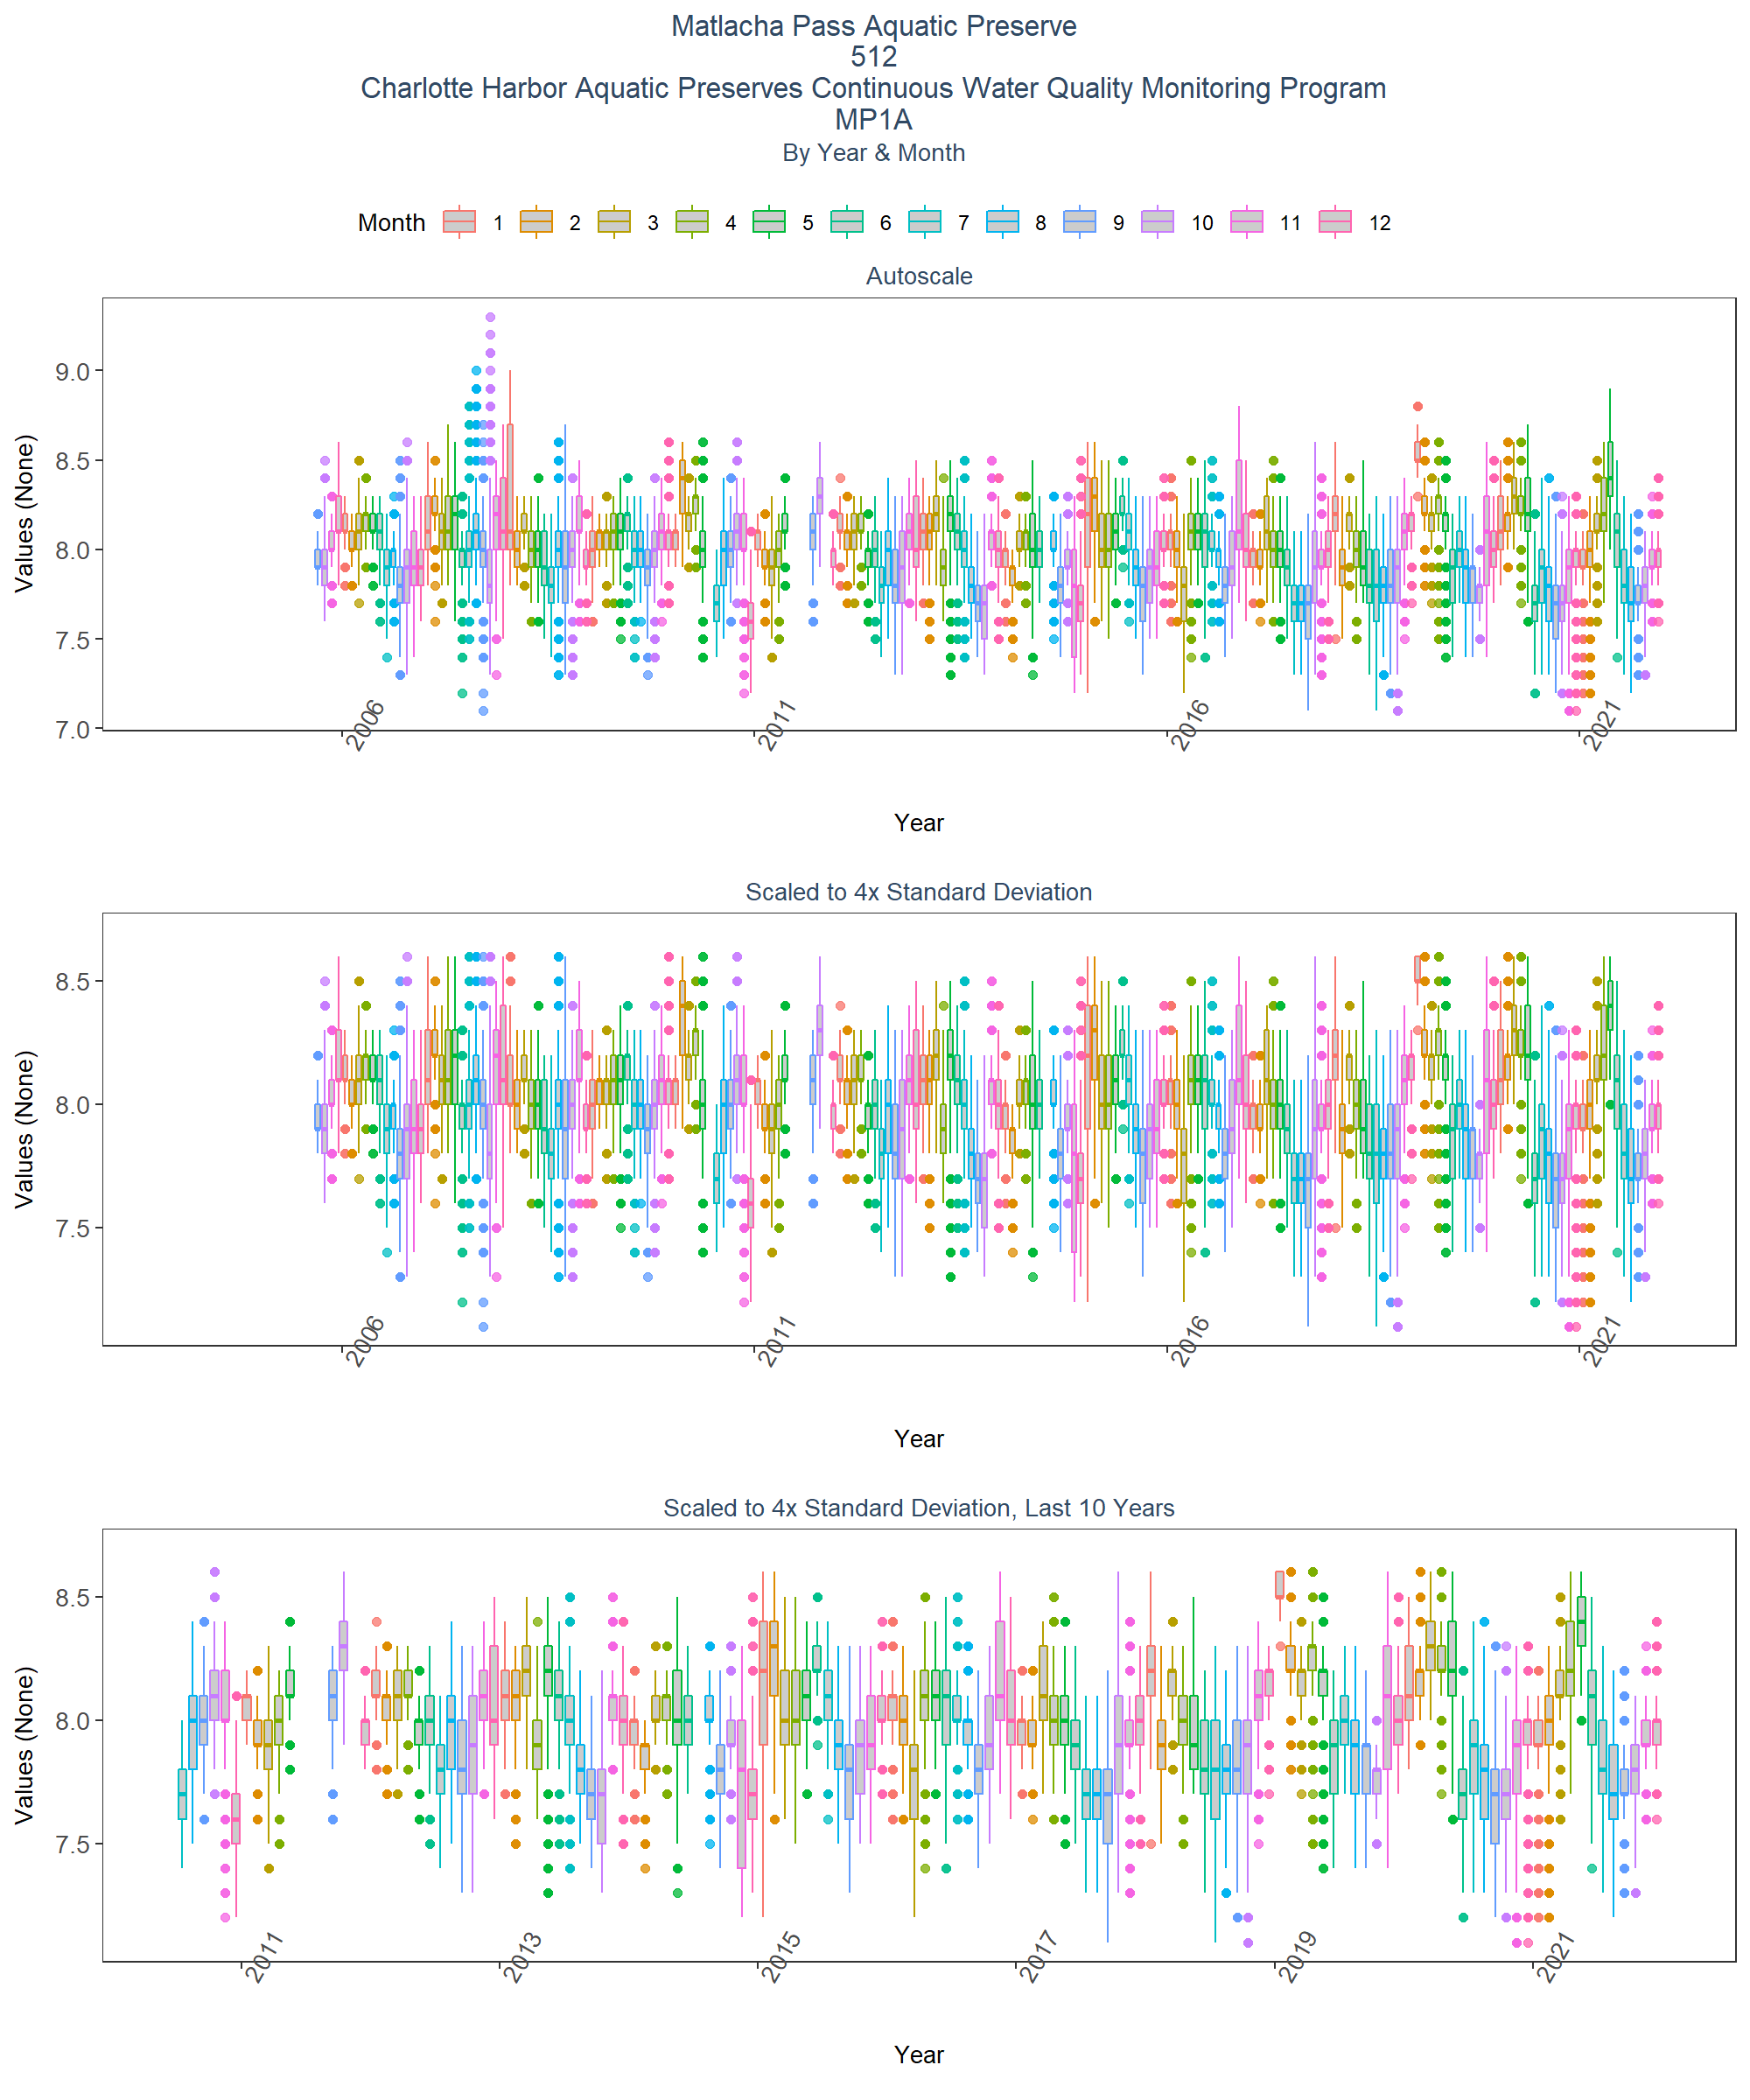 Matlacha Pass Aquatic Preserve
512
Charlotte Harbor Aquatic Preserves Continuous Water Quality Monitoring Program
MP1A
By Year & Month
Month 1 2 3 4 5 6 7 8 9 10 11 12
Autoscale
Values (None)
9.0
8.5
8.0
7.5
7.0
2006 2011 2016 2021
Year
Scaled to 4x Standard Deviation
Values (None)
8.5
8.0
7.5
2006 2011 2016 2021
Year
Scaled to 4x Standard Deviation, Last 10 Years
Values (None)
8.5
8.0
7.5
2011 2013 2015 2017 2019 2021
Year